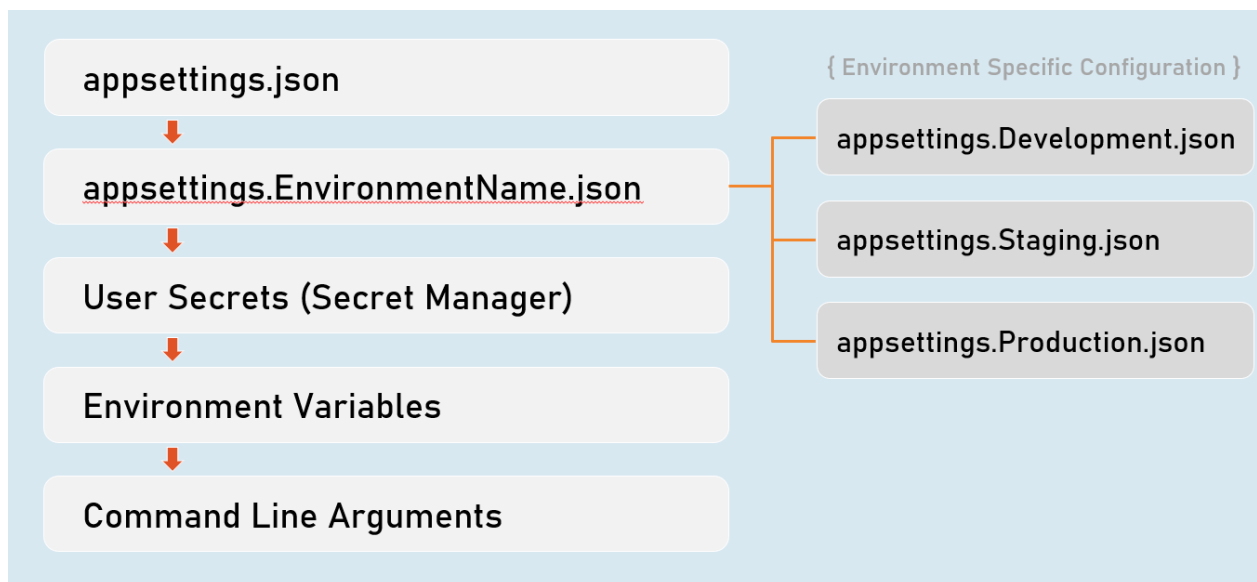 appsettings.json
appsettings.EnvironmentName.json
User Secrets (Secret Manager)
Environment Variables
Command Line Arguments
{ Environment Specific Configuration }
appsettings.Development.json
appsettings.Staging.json
appsettings.Production.json